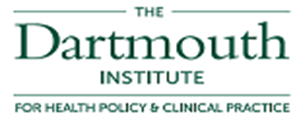 THE
Dartmouth
INSTITUTE
FOR HEALTH POLICY & CLINICAL PRACTICE